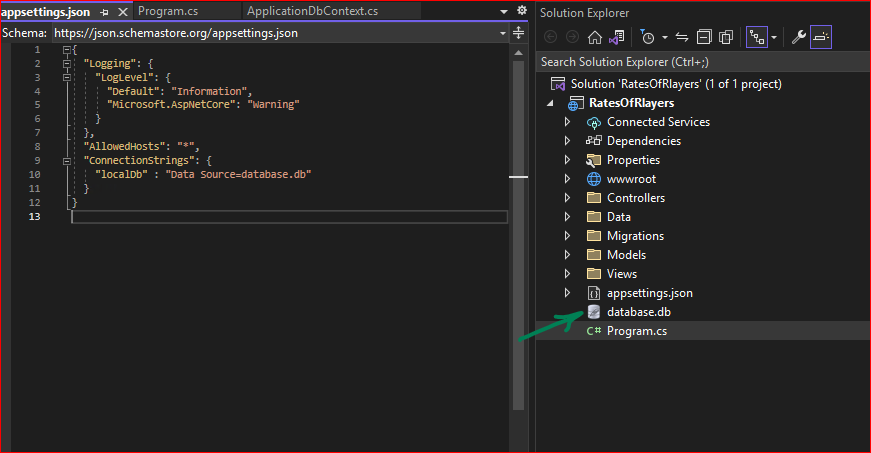 appsettings.json
Program.cs
ApplicationDbContext.cs
Schema: https://json.schemastore.org/appsettings.json
1 {
2 "Logging": {
3 "LogLevel": {
4 "Default": "Information",
5 "Microsoft.AspNetCore": "Warning"
6 }
7 },
8 "AllowedHosts": "*",
9 "ConnectionStrings": {
10 "localDb" : "Data Source=database.db"
11 }
12 }
13
Solution Explorer
Search Solution Explorer (Ctrl+;)
Solution 'RatesOfRlayers' (1 of 1 project)
RatesOfRlayers
Connected Services
Dependencies
Properties
wwwroot
Controllers
Data
Migrations
Models
Views
appsettings.json
database.db
C# Program.cs